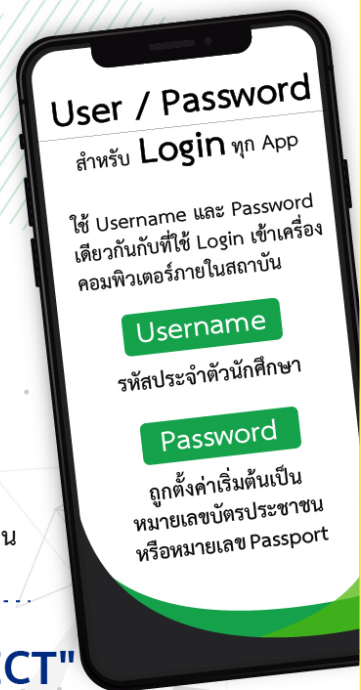 User / Password
สำหรับ Login ทุก App
ใช้ Username และ Password
เดียวกันกับที่ใช้ Login เข้าเครื่อง
คอมพิวเตอร์ภายในสถาบัน
Username
รหัสประจำตัวนักศึกษา
Password
ถูกตั้งค่าเริ่มต้นเป็น
หมายเลขบัตรประชาชน
หรือหมายเลข Passport